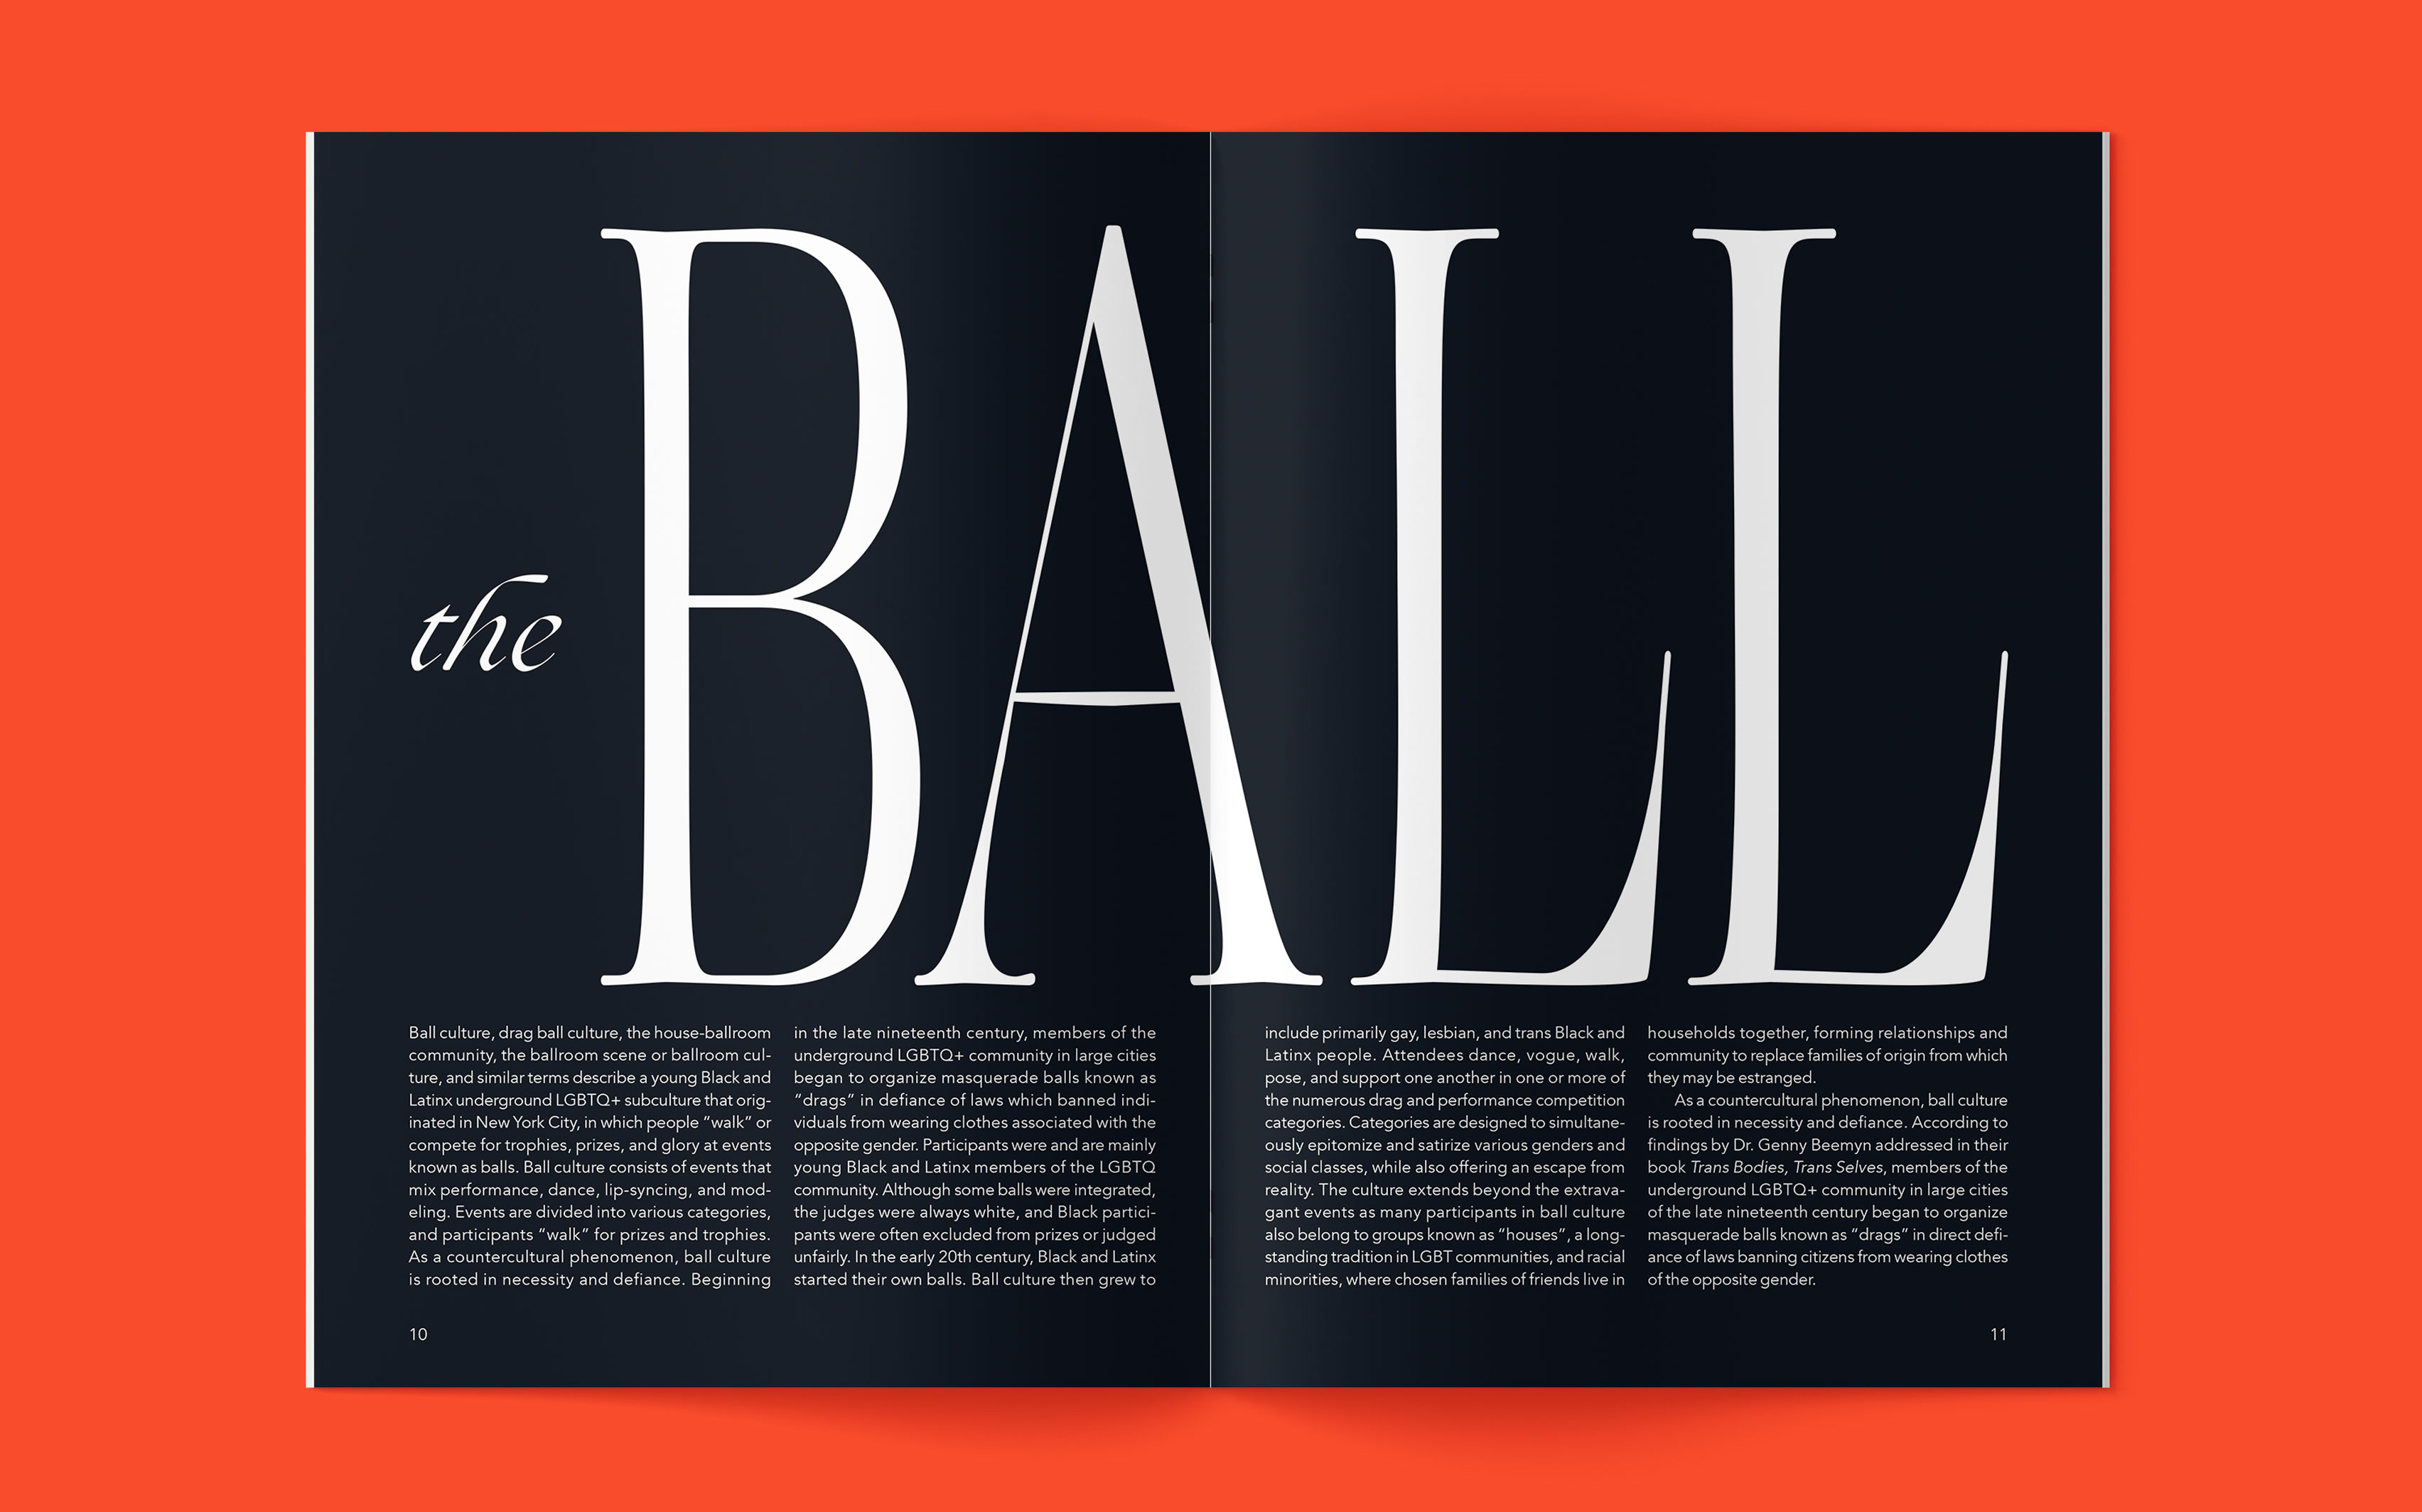 the
BALL
Ball culture, drag ball culture, the house-ballroom
community, the ballroom scene or ballroom cul-
ture, and similar terms describe a young Black and
Latinx underground LGBTQ+ subculture that orig-
inated in New York City, in which people “walk” or
compete for trophies, prizes, and glory at events
known as balls. Ball culture consists of events that
mix performance, dance, lip-syncing, and mod-
eling. Events are divided into various categories,
and participants “walk” for prizes and trophies.
As a countercultural phenomenon, ball culture
is rooted in necessity and defiance. Beginning
in the late nineteenth century, members of the
underground LGBTQ+ community in large cities
began to organize masquerade balls known as
“drags” in defiance of laws which banned indi-
viduals from wearing clothes associated with the
opposite gender. Participants were and are mainly
young Black and Latinx members of the LGBTQ
community. Although some balls were integrated,
the judges were always white, and Black partici-
pants were often excluded from prizes or judged
unfairly. In the early 20th century, Black and Latinx
started their own balls. Ball culture then grew to
include primarily gay, lesbian, and trans Black and
Latinx people. Attendees dance, vogue, walk,
pose, and support one another in one or more of
the numerous drag and performance competition
categories. Categories are designed to simultane-
ously epitomize and satirize various genders and
social classes, while also offering an escape from
reality. The culture extends beyond the extrava-
gant events as many participants in ball culture
also belong to groups known as “houses”, a long-
standing tradition in LGBT communities, and racial
minorities, where chosen families of friends live in
households together, forming relationships and
community to replace families of origin from which
they may be estranged.
As a countercultural phenomenon, ball culture
is rooted in necessity and defiance. According to
findings by Dr. Genny Beemyn addressed in their
book Trans Bodies, Trans Selves, members of the
underground LGBTQ+ community in large cities
of the late nineteenth century began to organize
masquerade balls known as “drags” in direct defi-
ance of laws banning citizens from wearing clothes
of the opposite gender.
10
11